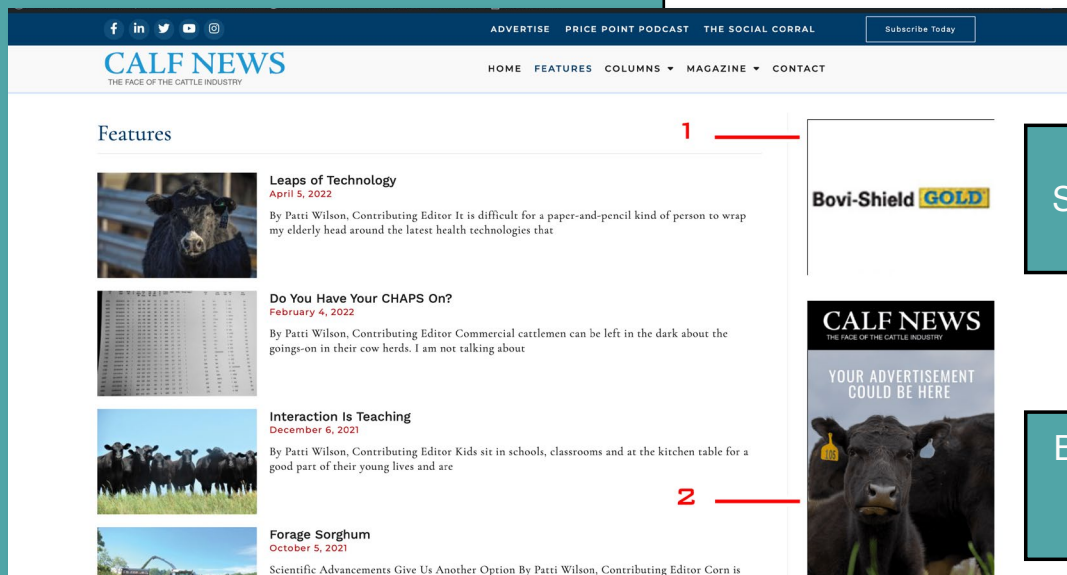 ADVERTISE PRICE POINT PODCAST THE SOCIAL CORRAL Subscribe Today
CALF NEWS
THE FACE OF THE CATTLE INDUSTRY
HOME FEATURES COLUMNS MAGAZINE CONTACT
Features
Leaps of Technology
April 5, 2022
By Patti Wilson, Contributing Editor It is difficult for a paper-and-pencil kind of person to wrap
my elderly head around the latest health technologies that
Do You Have Your CHAPS On?
February 4, 2022
By Patti Wilson, Contributing Editor Commercial cattlemen can be left in the dark about the
goings-on in their cow herds. I am not talking about
Interaction Is Teaching
December 6, 2021
By Patti Wilson, Contributing Editor Kids sit in schools, classrooms and at the kitchen table for a
good part of their young lives and are
Forage Sorghum
October 5, 2021
Scientific Advancements Give Us Another Option By Patti Wilson, Contributing Editor Corn is
1
Bovi-Shield GOLD
S
CALF NEWS
THE FACE OF THE CATTLE INDUSTRY
YOUR ADVERTISEMENT
COULD BE HERE
106
2
E